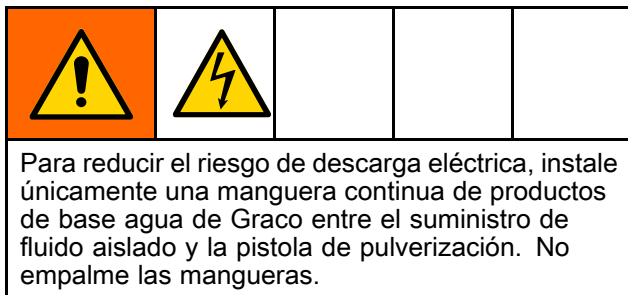 Para reducir el riesgo de descarga eléctrica, instale
únicamente una manguera continua de productos
de base agua de Graco entre el suministro de
fluido aislado y la pistola de pulverización. No
empalme las mangueras.